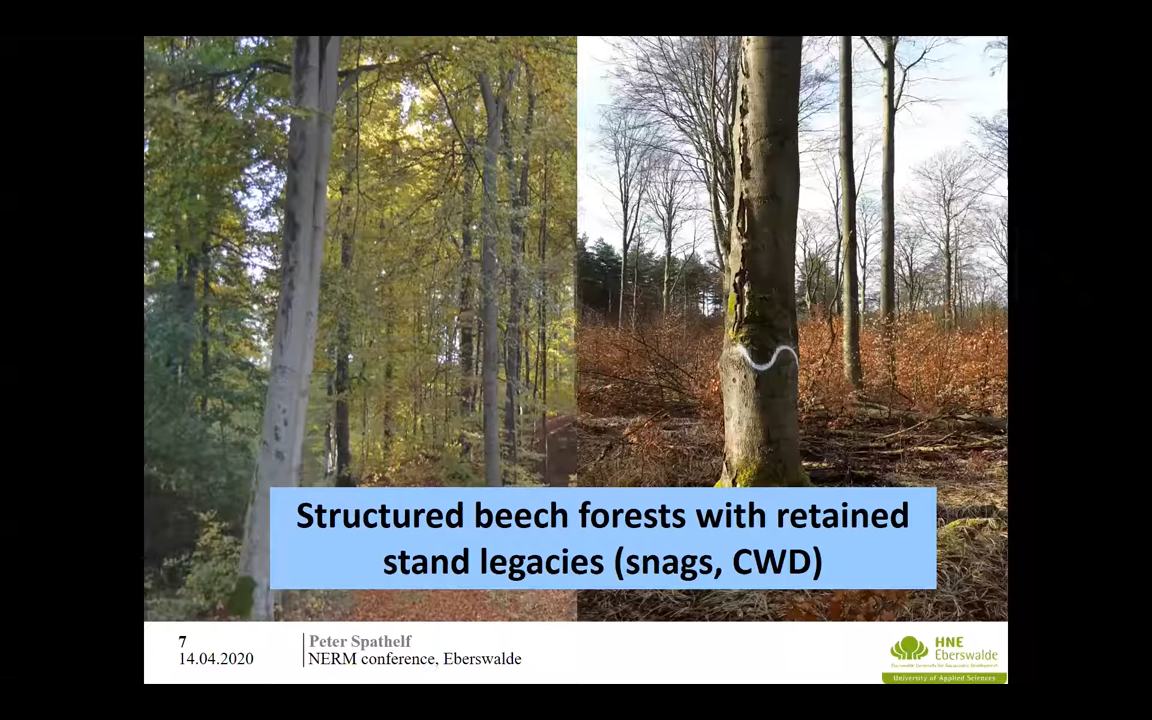 Structured beech forests with retained
stand legacies (snags, CWD)
7
14.04.2020
Peter Spathelf
NERM conference, Eberswalde
HNE
Eberswalde
University of Applied Sciences